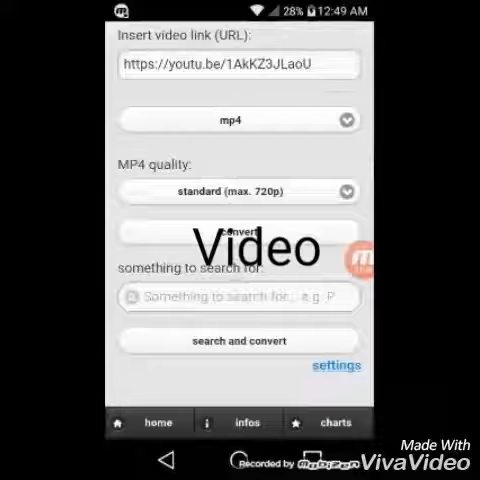 28% 12:49 AM
Insert video link (URL):
https://youtu.be/1AkKZ3JLaoU
mp4
MP4 quality:
standard (max. 720p)
convert
Video
something to search for:
Something to search for... e.g. P
search and convert
settings
home infos charts
Made With
Recorded by
VivaVideo